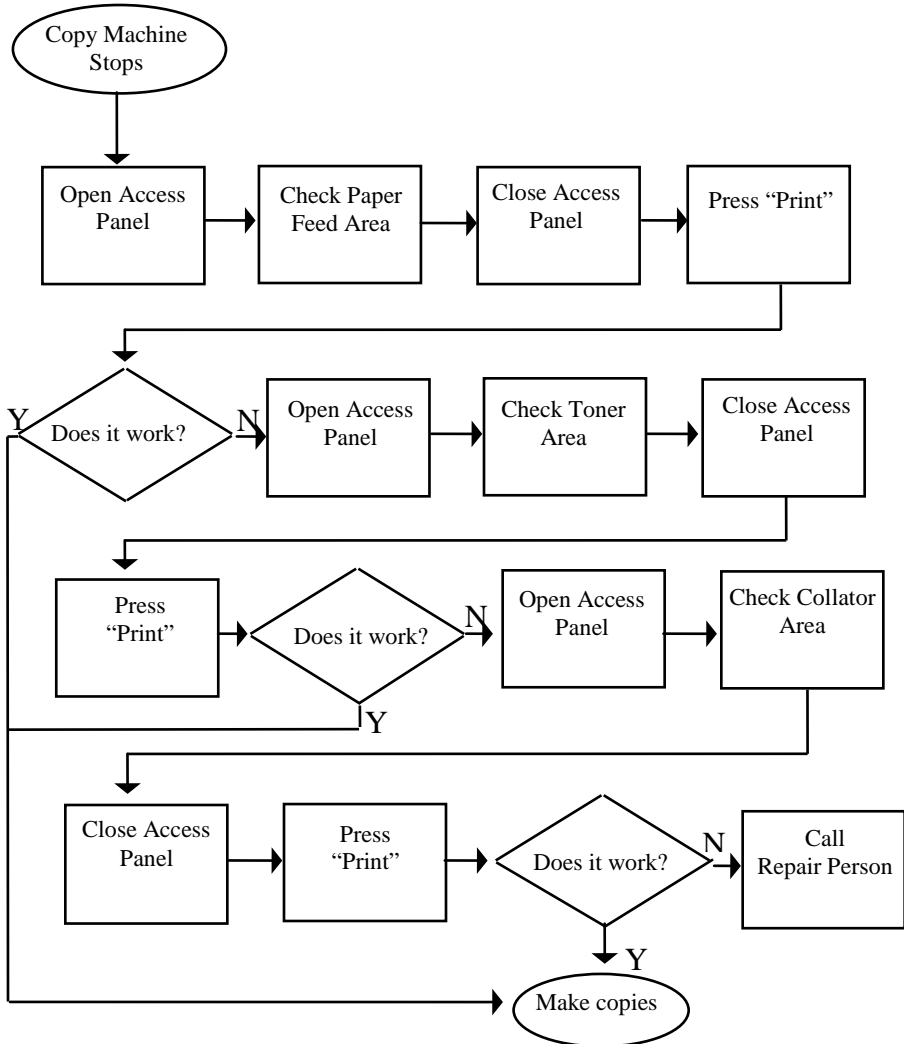 Copy Machine
Stops
Open Access
Panel
Check Paper
Feed Area
Close Access
Panel
Press “Print”
Y
Does it work?
N
Open Access
Panel
Check Toner
Area
Close Access
Panel
Press
“Print”
Does it work?
N
Y
Open Access
Panel
Check Collator
Area
Close Access
Panel
Press
“Print”
Does it work?
N
Call
Repair Person
Y
Make copies